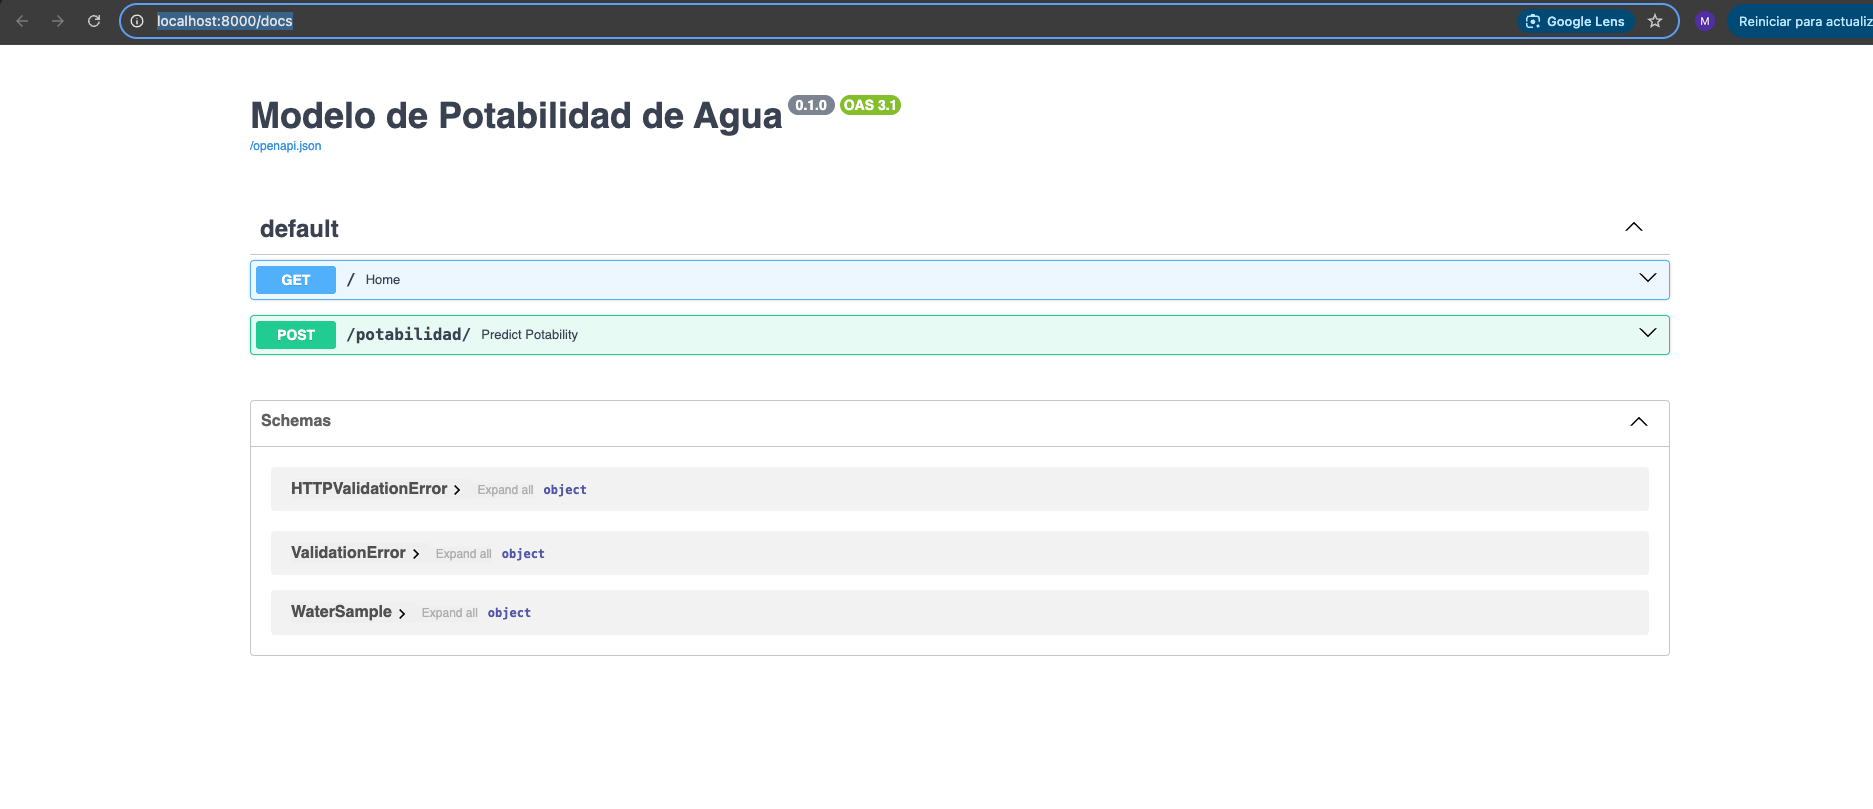 localhost:8000/docs
Google Lens
M
Reiniciar para actualiz
Modelo de Potabilidad de Agua 0.1.0 OAS 3.1
/openapi.json
default
GET / Home
POST /potabilidad/ Predict Potability
Schemas
HTTPValidationError Expand all object
ValidationError Expand all object
WaterSample Expand all object